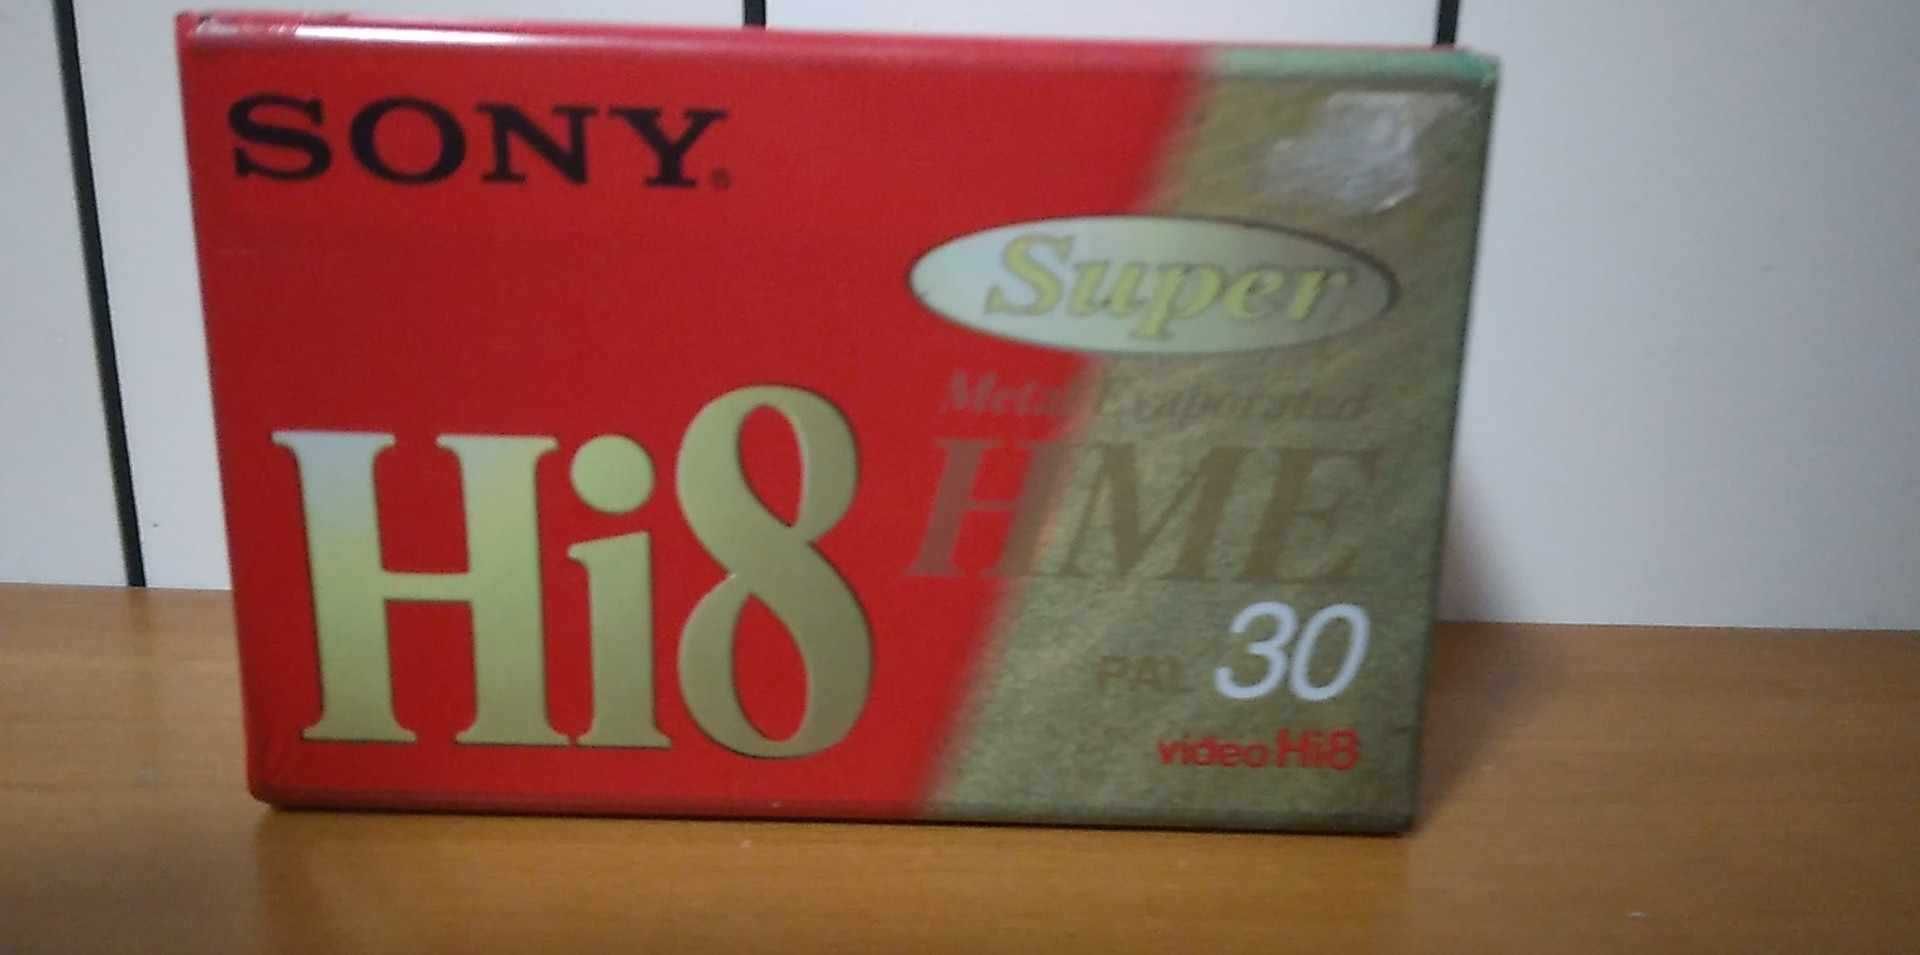 SONY®
Super
Metal Evaporated
HME
Hi8
PAL 30
video Hi8